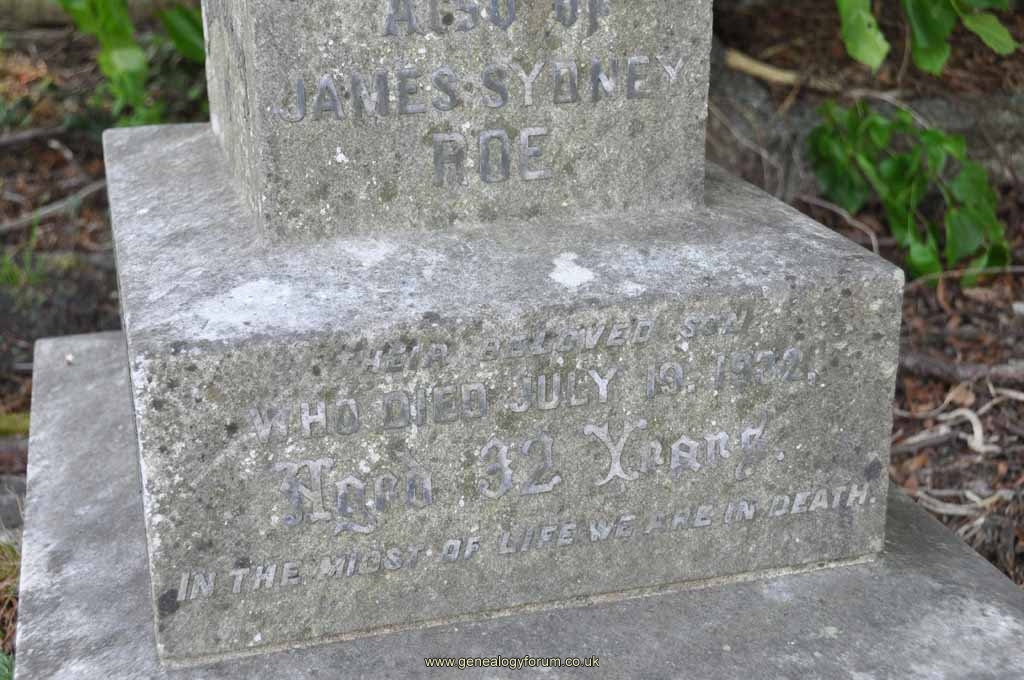 ALSO OF
JAMES SYDNEY
ROE
THEIR BELOVED SON
WHO DIED JULY 19. 1932.
Aged 32 Years.
IN THE MIDST OF LIFE WE ARE IN DEATH.
www.genealogyforum.co.uk